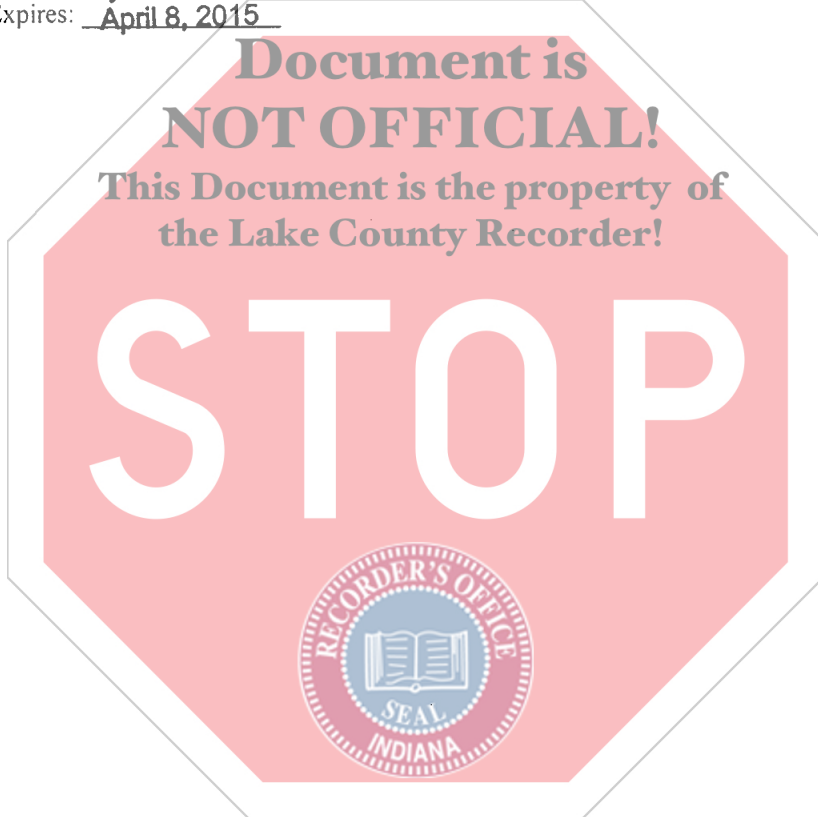 xpires: April 8, 2015
Document is
NOT OFFICIAL!
This Document is the property of
the Lake County Recorder!
STOP
RECORDER'S OFFICE
SEAL
INDIANA